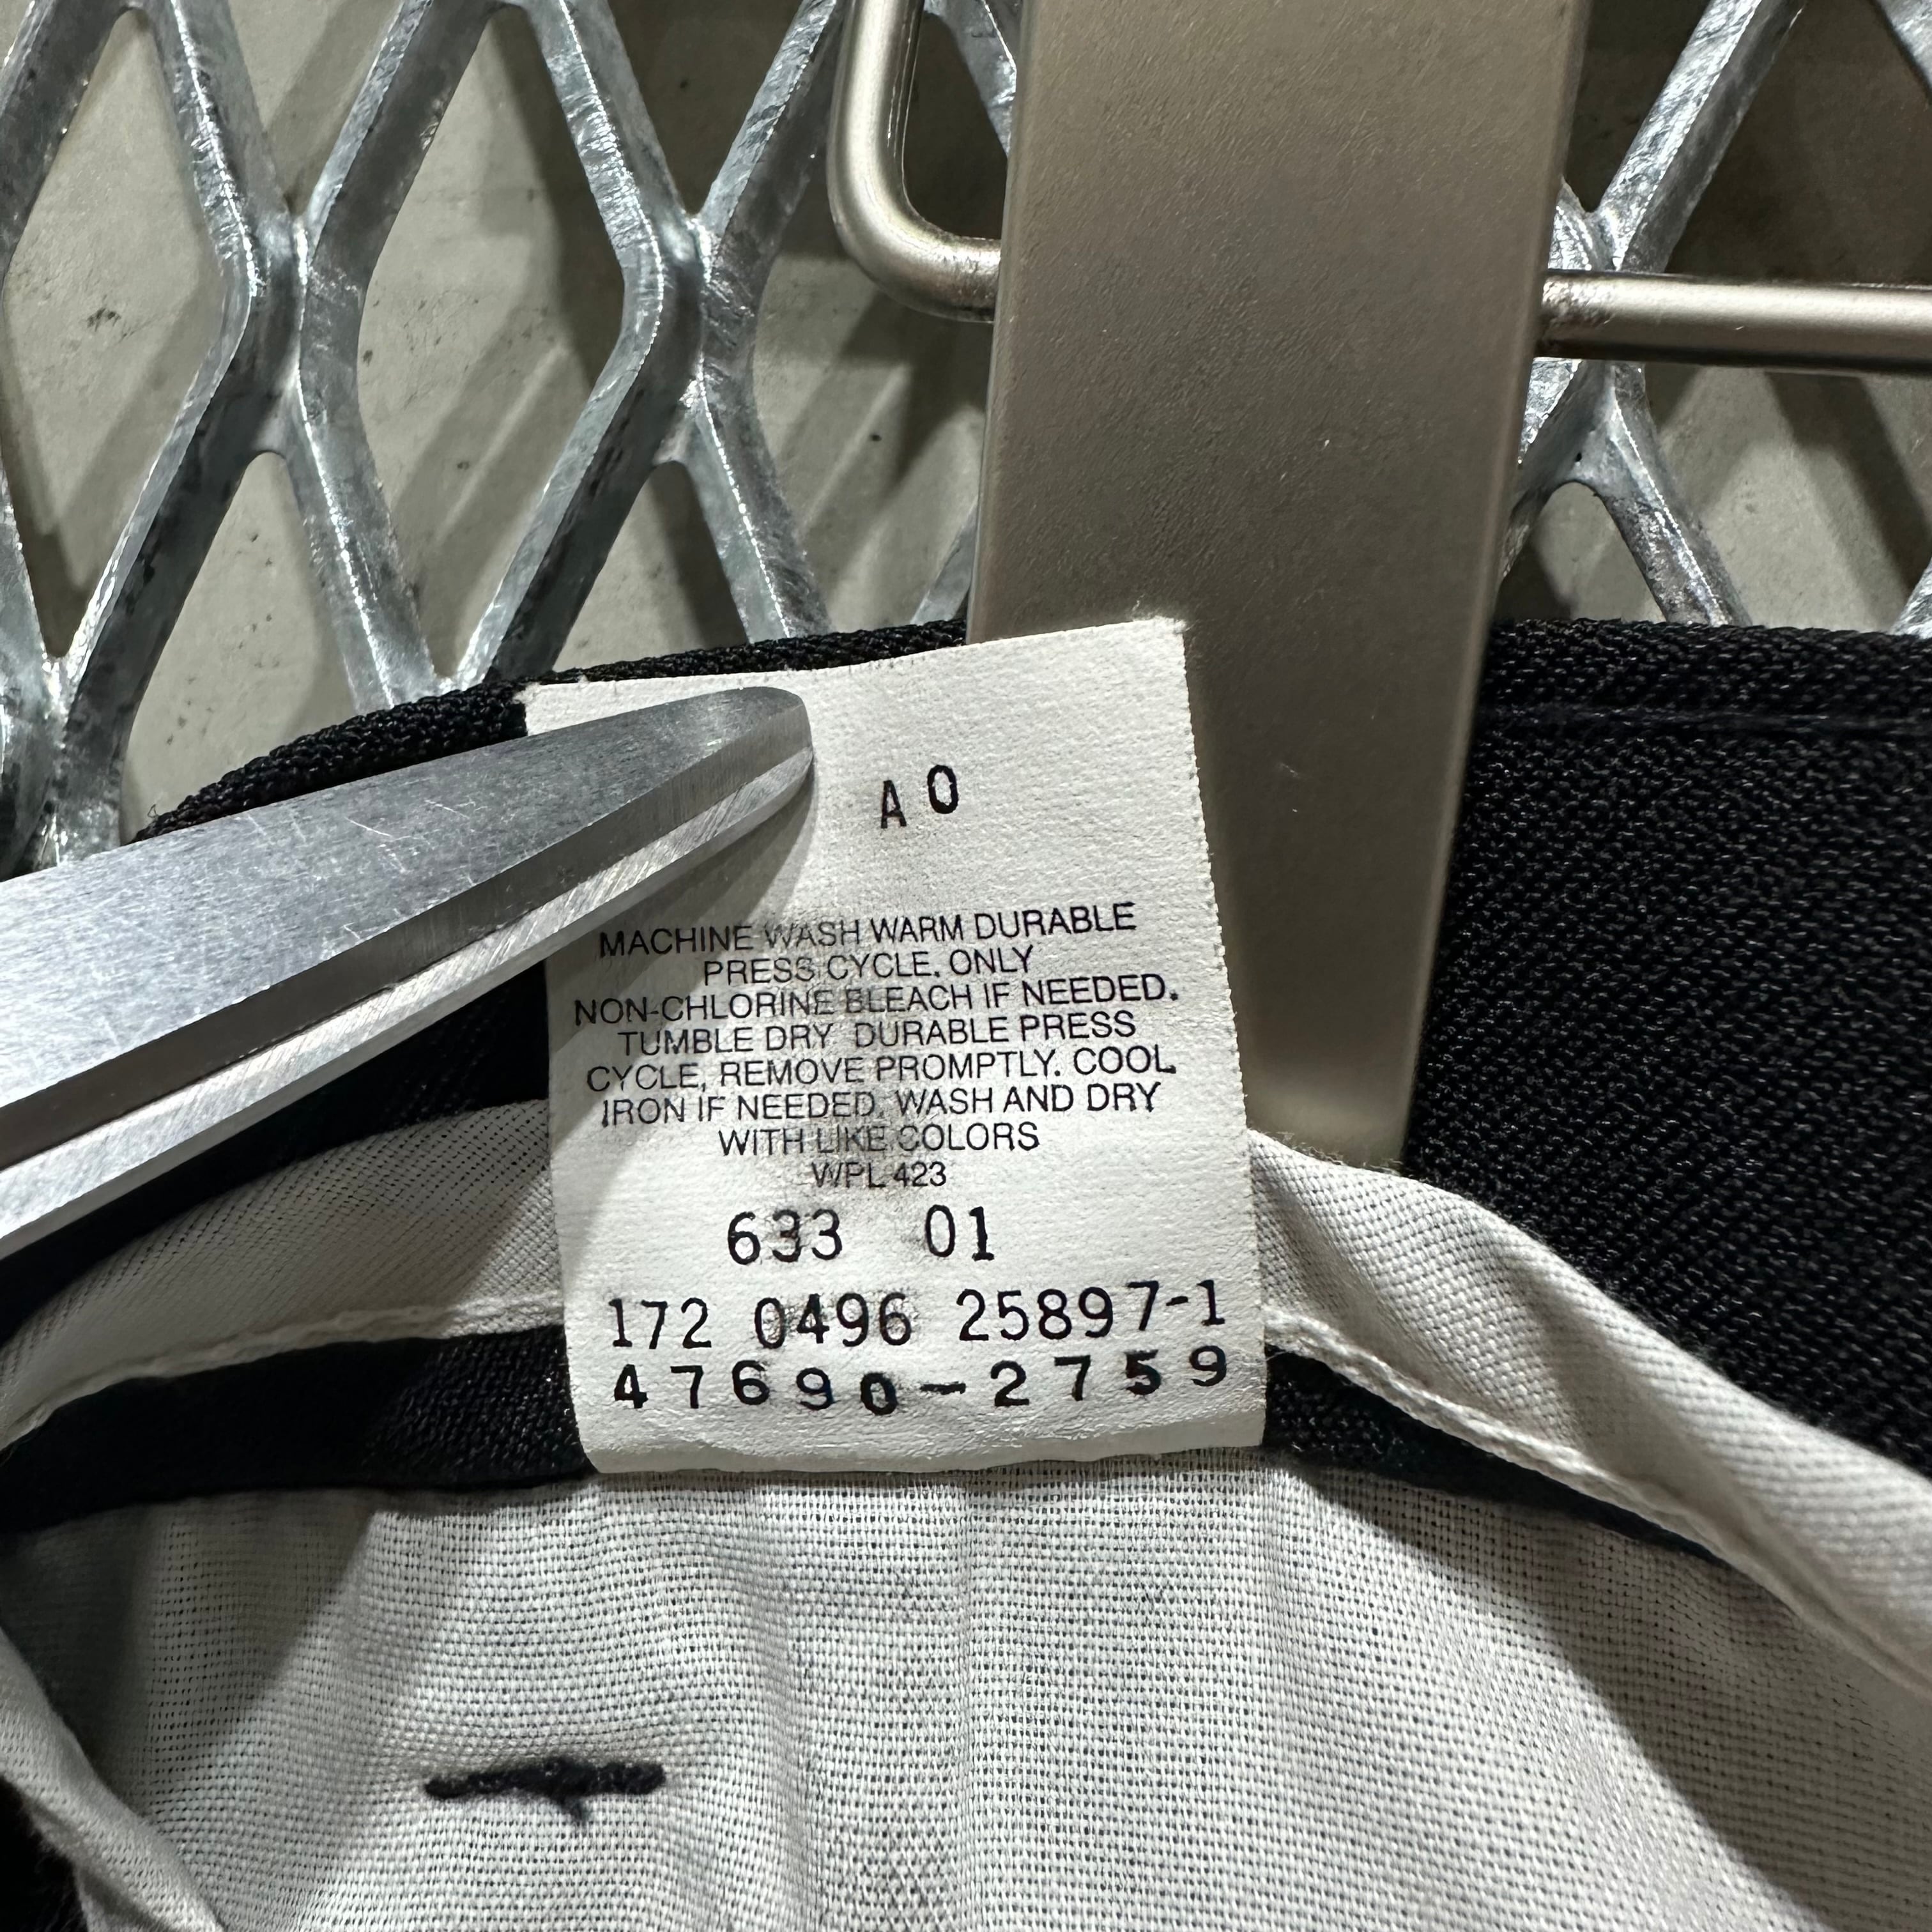 A 0
MACHINE WASH WARM DURABLE
PRESS CYCLE. ONLY
NON-CHLORINE BLEACH IF NEEDED.
TUMBLE DRY DURABLE PRESS
CYCLE, REMOVE PROMPTLY. COOL
IRON IF NEEDED. WASH AND DRY
WITH LIKE COLORS
WPL 423
633 01
172 0496 25897-1
47690-2759